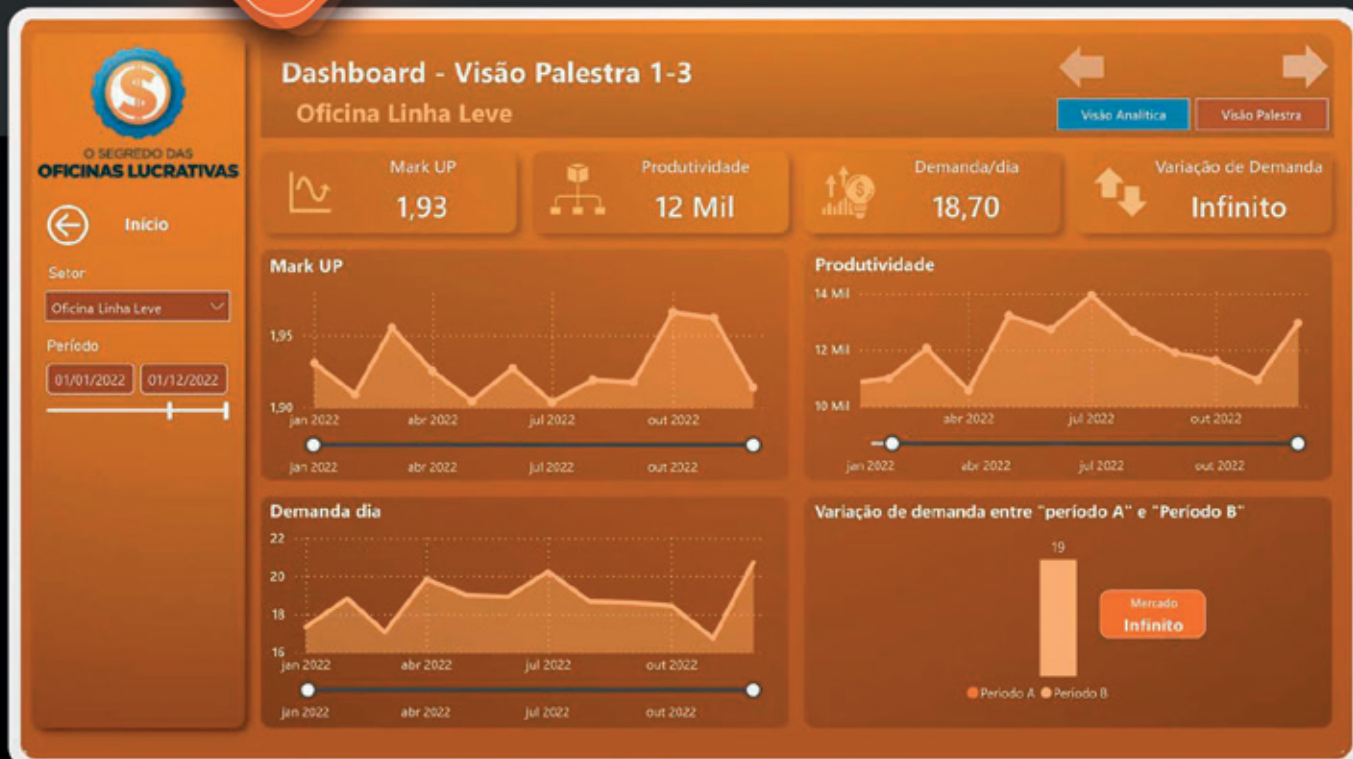 Dashboard - Visão Palestra 1-3
Oficina Linha Leve
Visão Analítica
Visão Palestra
S
O SEGREDO DAS
OFICINAS LUCRATIVAS
Início
Setor
Oficina Linha Leve
Período
01/01/2022 01/12/2022
Mark UP
1,93
Produtividade
12 Mil
Demanda/dia
18,70
Variação de Demanda
Infinito
Mark UP
1,95
1,90
jan 2022 abr 2022 jul 2022 out 2022
jan 2022 abr 2022 jul 2022 out 2022
Produtividade
14 Mil
12 Mil
10 Mil
abr 2022 jul 2022 out 2022
jan 2022 abr 2022 jul 2022 out 2022
Demanda dia
22
20
18
16
jan 2022 abr 2022 jul 2022 out 2022
jan 2022 abr 2022 jul 2022 out 2022
Variação de demanda entre "período A" e "Período B"
19
Mercado
Infinito
Período A Período B